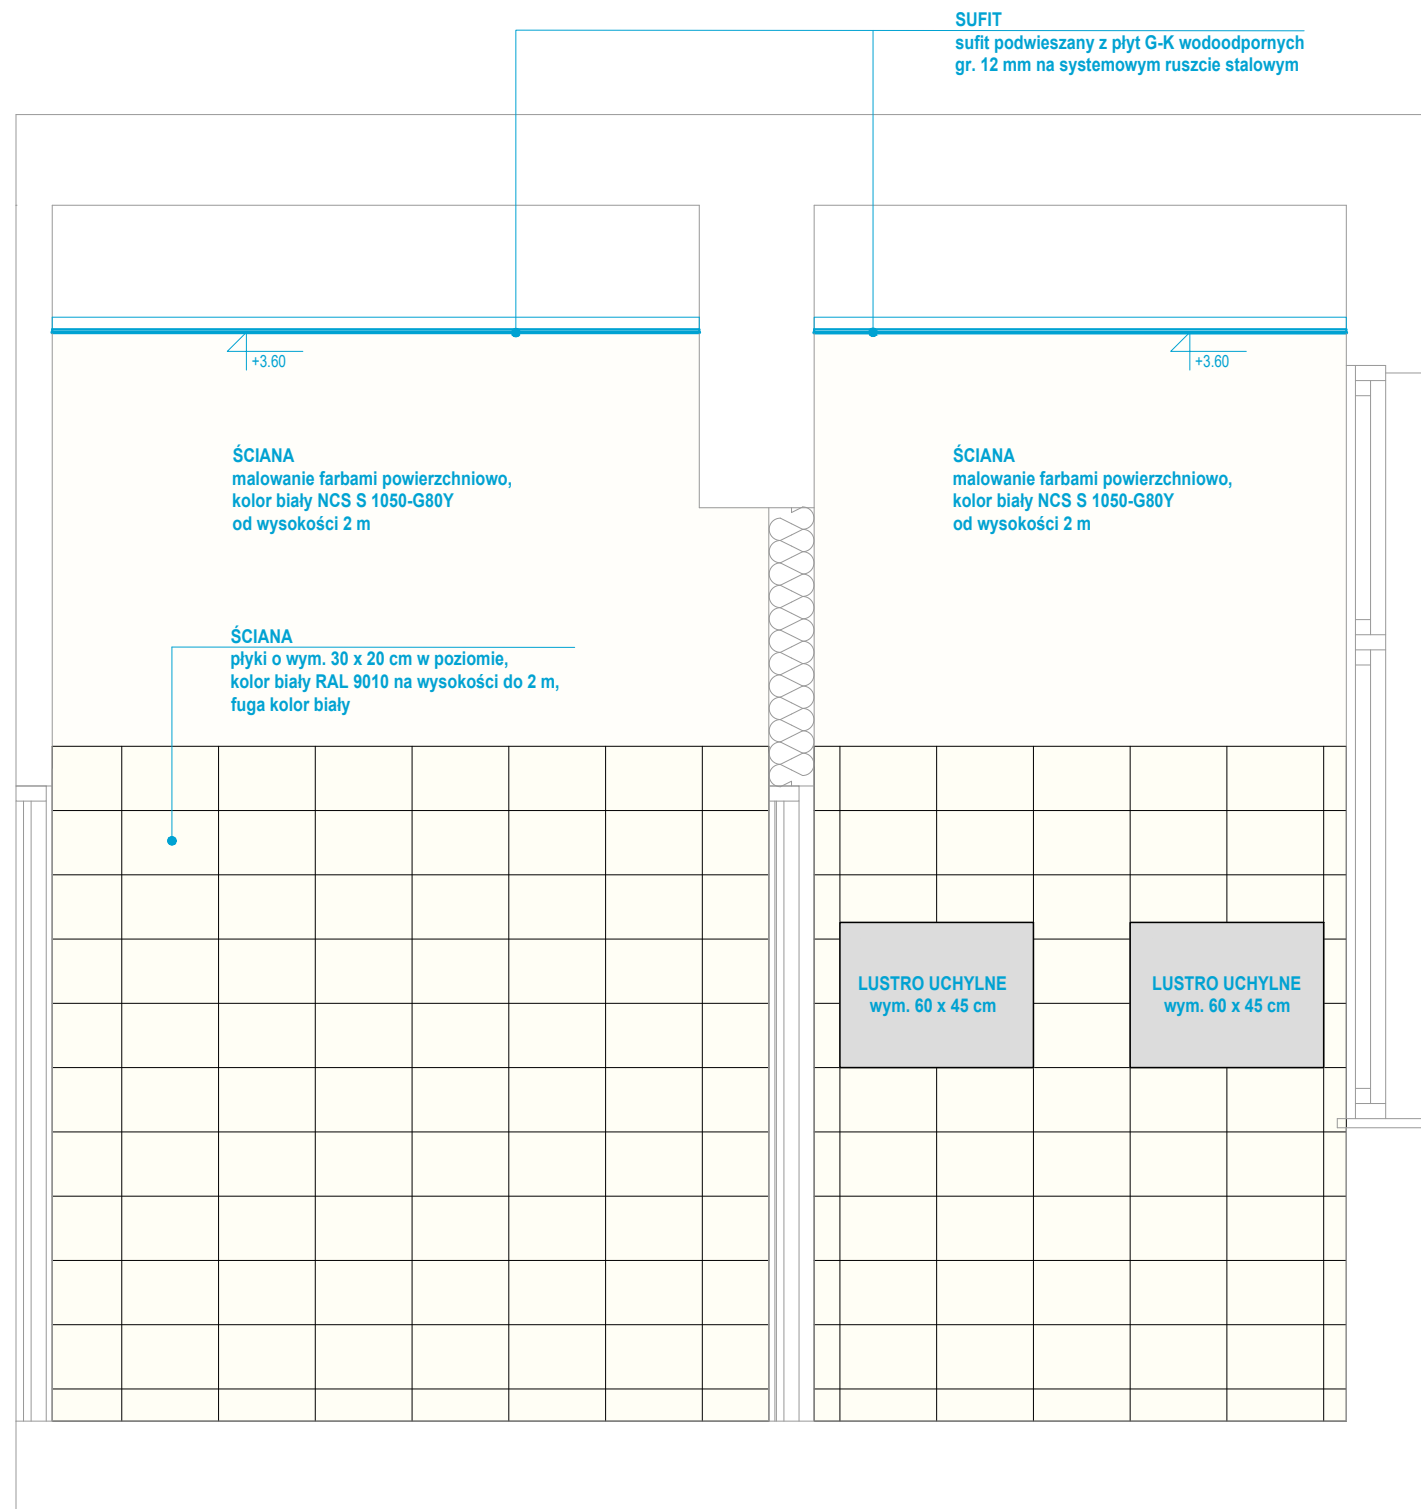 SUFIT
sufit podwieszany z płyt G-K wodoodpornych
gr. 12 mm na systemowym ruszcie stalowym
+3.60
+3.60
ŚCIANA
malowanie farbami powierzchniowo,
kolor biały NCS S 1050-G80Y
od wysokości 2 m
ŚCIANA
malowanie farbami powierzchniowo,
kolor biały NCS S 1050-G80Y
od wysokości 2 m
ŚCIANA
płyki o wym. 30 x 20 cm w poziomie,
kolor biały RAL 9010 na wysokości do 2 m,
fuga kolor biały
LUSTRO UCHYLNE
wym. 60 x 45 cm
LUSTRO UCHYLNE
wym. 60 x 45 cm